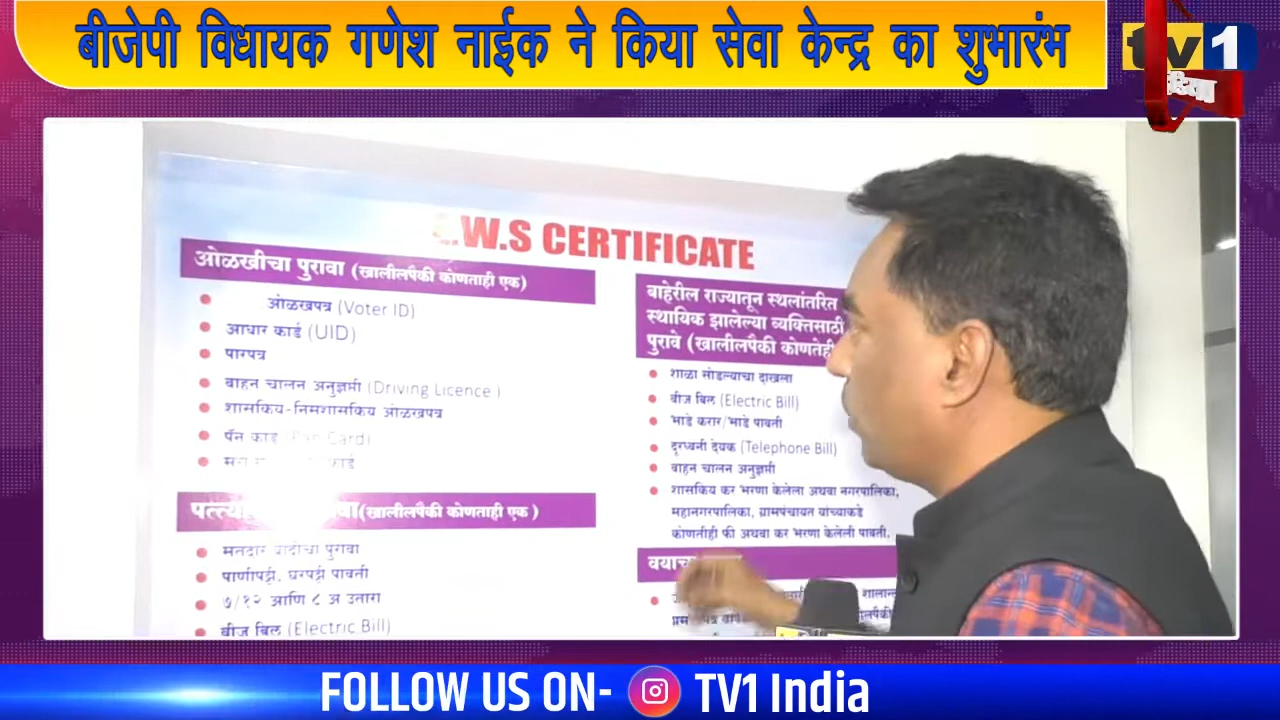 बीजेपी विधायक गणेश नाईक ने किया सेवा केन्द्र का शुभारंभ
tv1
.W.S CERTIFICATE
ओळखीचा पुरावा (खालीलपैकी कोणताही एक)
ओळखपत्र (Voter ID)
आधार कार्ड (UID)
पारपत्र
वाहन चालन अनुज्ञप्ती (Driving Licence )
शासकिय-निमशासकिय ओळखपत्र
पॅन कार्ड (Pan Card)
(खालीलपैकी कोणताही एक )
मतदार यादीचा पुरावा
पाणीपट्टी, घरपट्टी पावती
७/१२ आणि ८ अ उतारा
वीज बिल (Electric Bill)
बाहेरील राज्यातून स्थलांतरित
स्थायिक झालेल्या व्यक्तिसाठी
पुरावे (खालीलपैकी कोणतेही
शाळा सोडल्याचा दाखला
वीज बिल (Electric Bill)
भाडे करार/भाडे पावती
दूरध्वनी देयक (Telephone Bill)
वाहन चालन अनुज्ञप्ती
शासकिय कर भरणा केलेला अथवा नगरपालिका,
महानगरपालिका, ग्रामपंचायत यांच्याकडे
कोणतीही फी अथवा कर भरणा केलेली पावती.
FOLLOW US ON- TV1 India